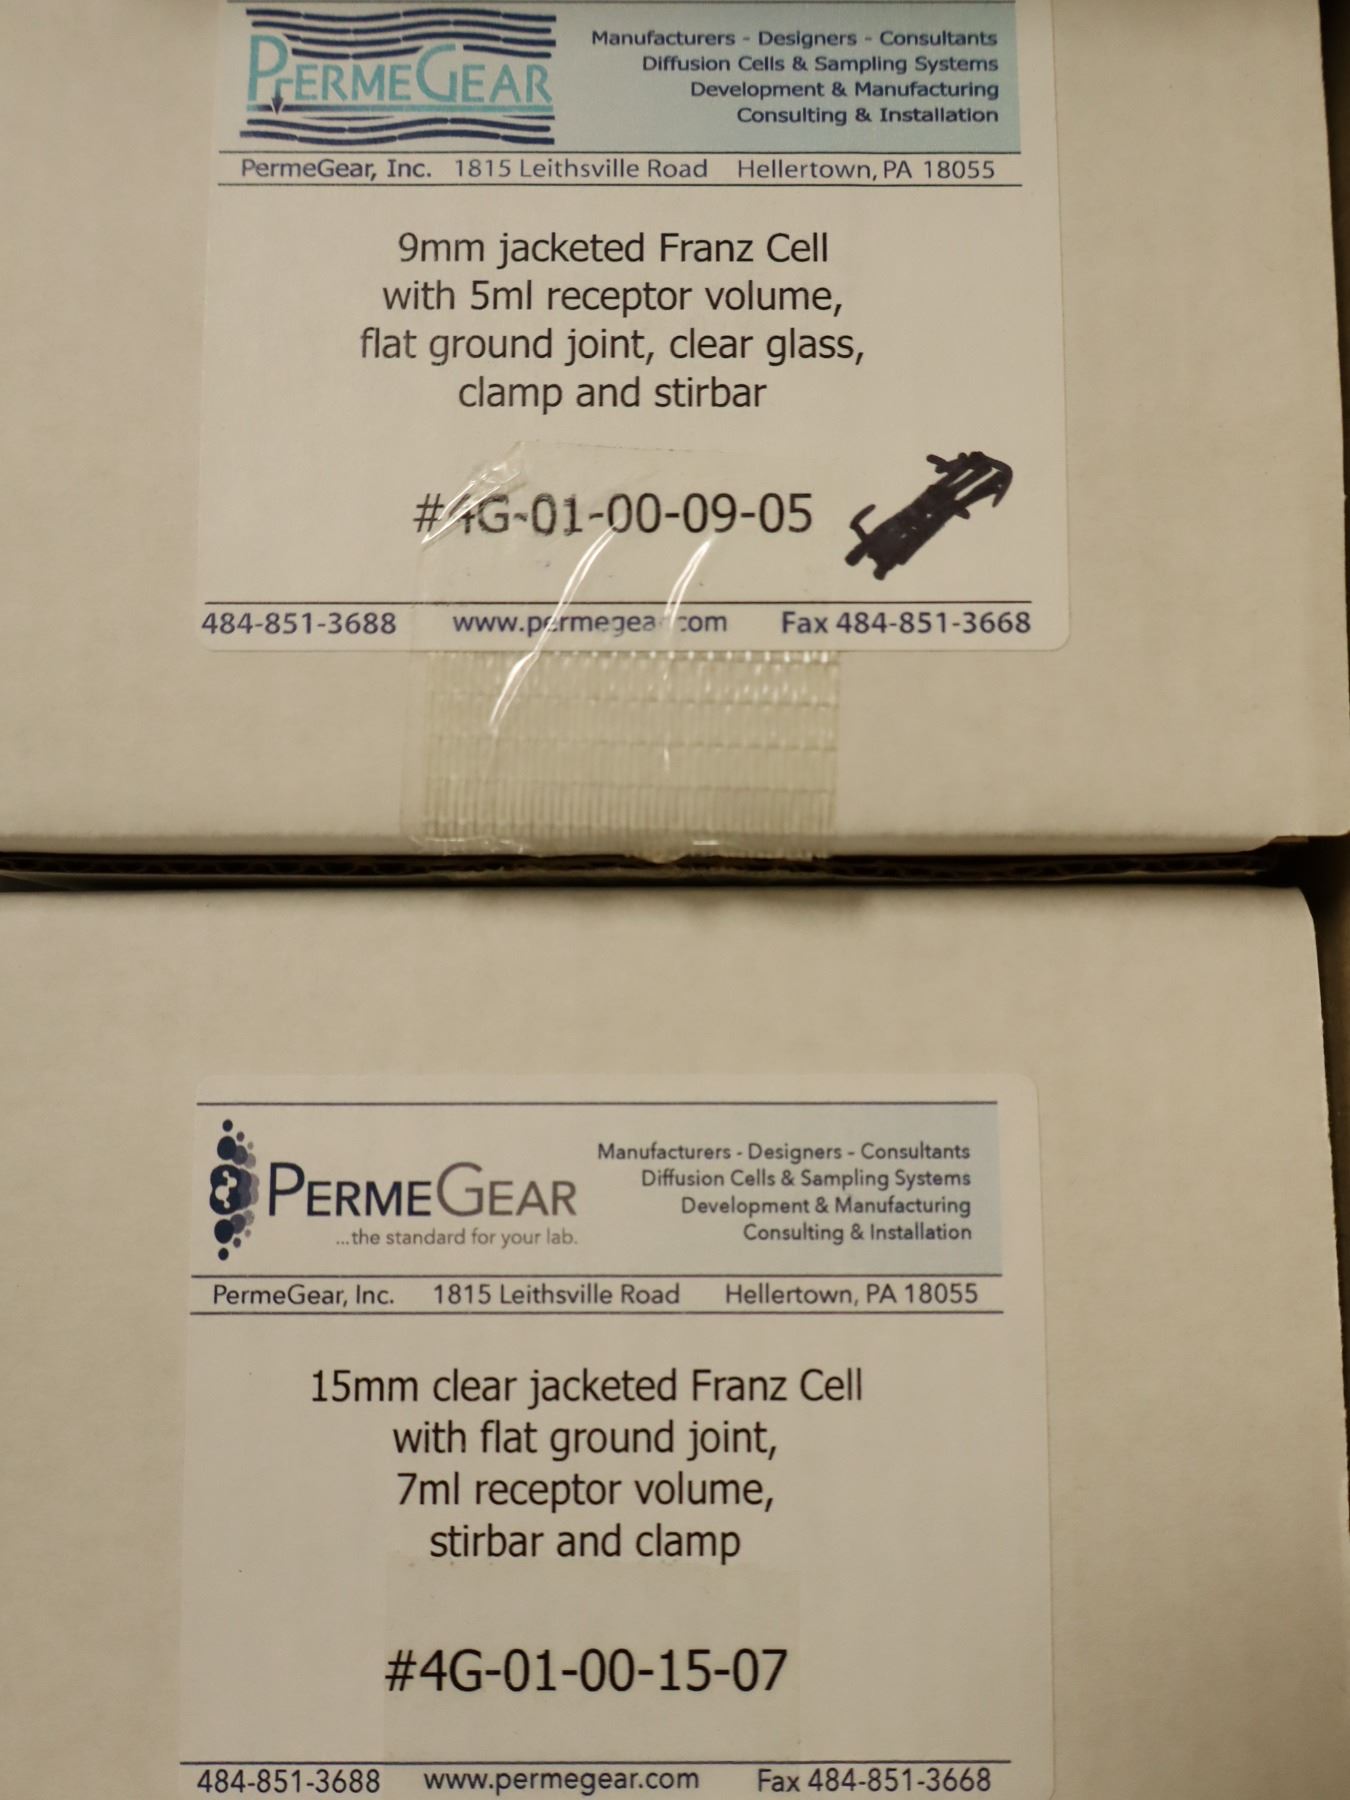 PERMEGEAR
Manufacturers - Designers - Consultants
Diffusion Cells & Sampling Systems
Development & Manufacturing
Consulting & Installation
PermeGear, Inc. 1815 Leithsville Road Hellertown, PA 18055
9mm jacketed Franz Cell
with 5ml receptor volume,
flat ground joint, clear glass,
clamp and stirbar
#4G-01-00-09-05
484-851-3688 www.permegear.com Fax 484-851-3668
PERMEGEAR
...the standard for your lab.
Manufacturers - Designers - Consultants
Diffusion Cells & Sampling Systems
Development & Manufacturing
Consulting & Installation
PermeGear, Inc. 1815 Leithsville Road Hellertown, PA 18055
15mm clear jacketed Franz Cell
with flat ground joint,
7ml receptor volume,
stirbar and clamp
#4G-01-00-15-07
484-851-3688 www.permegear.com Fax 484-851-3668